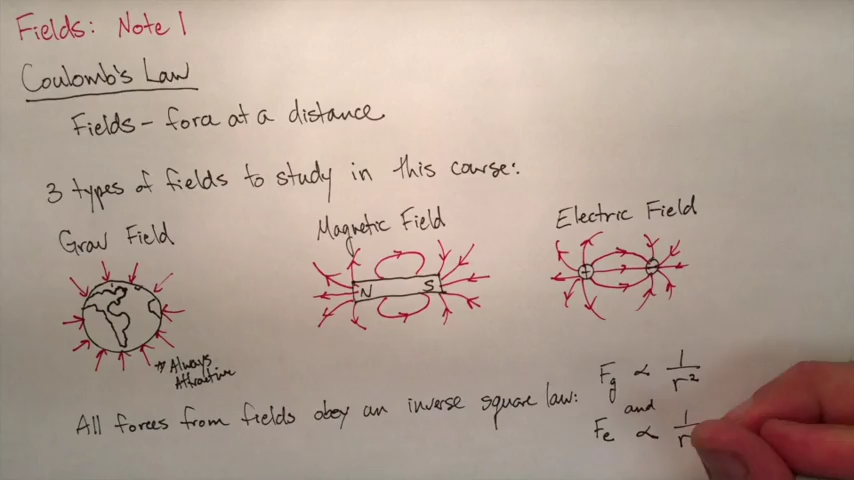 Fields: Note 1
Coulomb's Law
Fields - force at a distance
3 types of fields to study in this course:
Grav Field
Magnetic Field
Electric Field
N S
+ -
→ Always
Attractive
All forces from fields obey an inverse square law:
Fg ∝ 1/r²
and
Fe ∝ 1/r